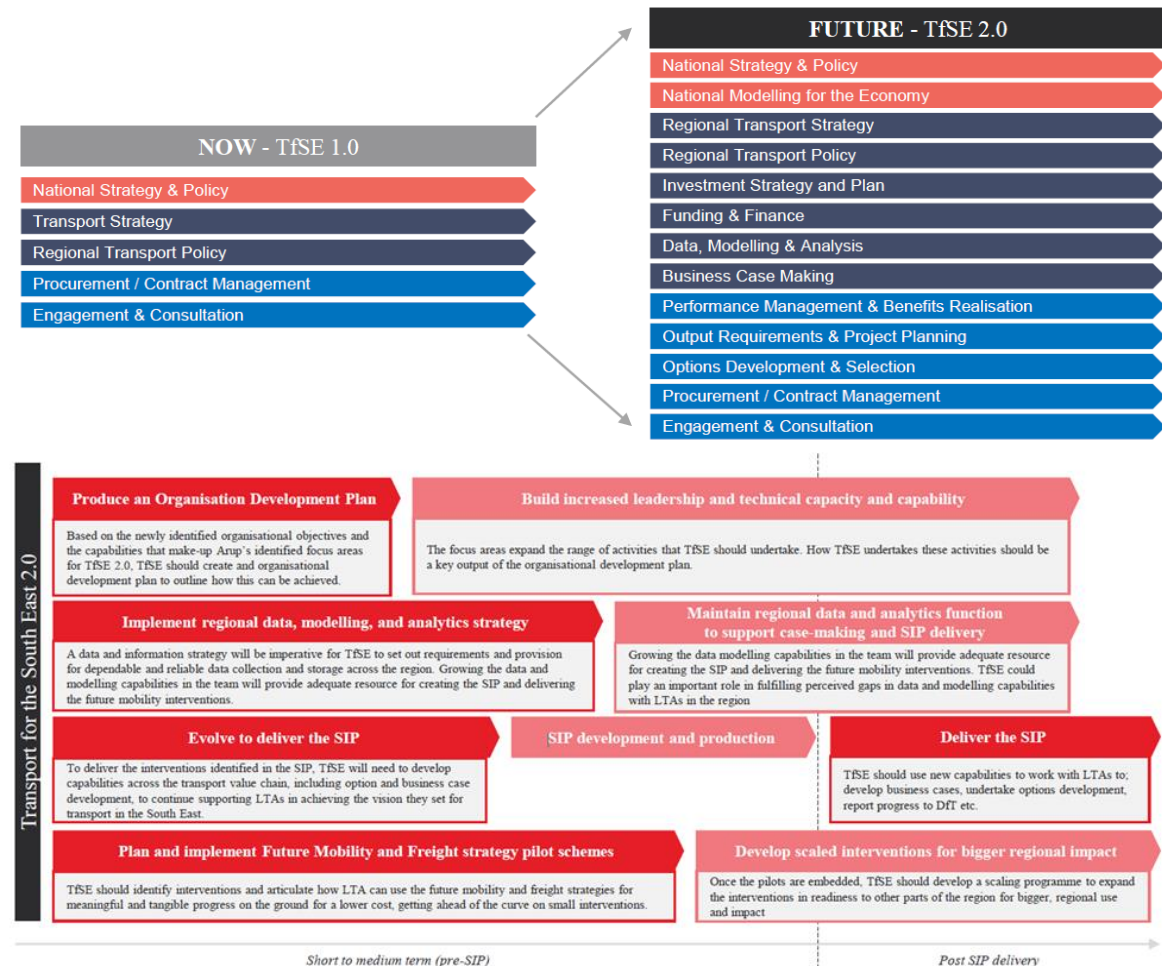 FUTURE - TfSE 2.0
National Strategy & Policy
National Modelling for the Economy
Regional Transport Strategy
Regional Transport Policy
Investment Strategy and Plan
Funding & Finance
Data, Modelling & Analysis
Business Case Making
Performance Management & Benefits Realisation
Output Requirements & Project Planning
Options Development & Selection
Procurement / Contract Management
Engagement & Consultation
NOW - TfSE 1.0
National Strategy & Policy
Transport Strategy
Regional Transport Policy
Procurement / Contract Management
Engagement & Consultation
Transport for the South East 2.0
Produce an Organisation Development Plan
Based on the newly identified organisational objectives and
the capabilities that make-up Arup's identified focus areas
for TfSE 2.0, TfSE should create and organisational
development plan to outline how this can be achieved.
Build increased leadership and technical capacity and capability
The focus areas expand the range of activities that TfSE should undertake. How TfSE undertakes these activities should be
a key output of the organisational development plan.
Implement regional data, modelling, and analytics strategy
A data and information strategy will be imperative for TfSE to set out requirements and provision
for dependable and reliable data collection and storage across the region. Growing the data and
modelling capabilities in the team will provide adequate resource for creating the SIP and delivering
the future mobility interventions.
Maintain regional data and analytics function
to support case-making and SIP delivery
Growing the data modelling capabilities in the team will provide adequate resource
for creating the SIP and delivering the future mobility interventions. TfSE could
play an important role in fulfilling perceived gaps in data and modelling capabilities
with LTAs in the region
Evolve to deliver the SIP
To deliver the interventions identified in the SIP, TfSE will need to develop
capabilities across the transport value chain, including option and business case
development, to continue supporting LTAs in achieving the vision they set for
transport in the South East.
SIP development and production
Deliver the SIP
TfSE should use new capabilities to work with LTAs to;
develop business cases, undertake options development,
report progress to DfT etc.
Plan and implement Future Mobility and Freight strategy pilot schemes
TfSE should identify interventions and articulate how LTA can use the future mobility and freight strategies for
meaningful and tangible progress on the ground for a lower cost, getting ahead of the curve on small interventions.
Develop scaled interventions for bigger regional impact
Once the pilots are embedded, TfSE should develop a scaling programme to expand
the interventions in readiness to other parts of the region for bigger, regional use
and impact
Short to medium term (pre-SIP)
Post SIP delivery